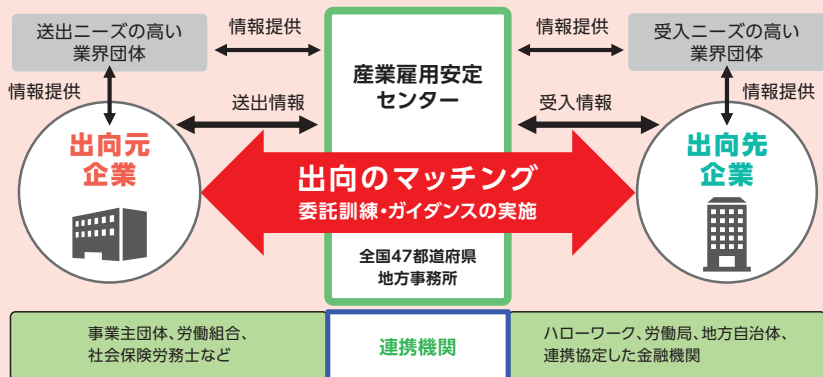 送出ニーズの高い
業界団体
情報提供
情報提供
受入ニーズの高い
業界団体
産業雇用安定
センター
情報提供
情報提供
送出情報
受入情報
出向元
企業
出向先
企業
出向のマッチング
委託訓練・ガイダンスの実施
全国47都道府県
地方事務所
事業主団体、労働組合、
社会保険労務士など
連携機関
ハローワーク、労働局、地方自治体、
連携協定した金融機関